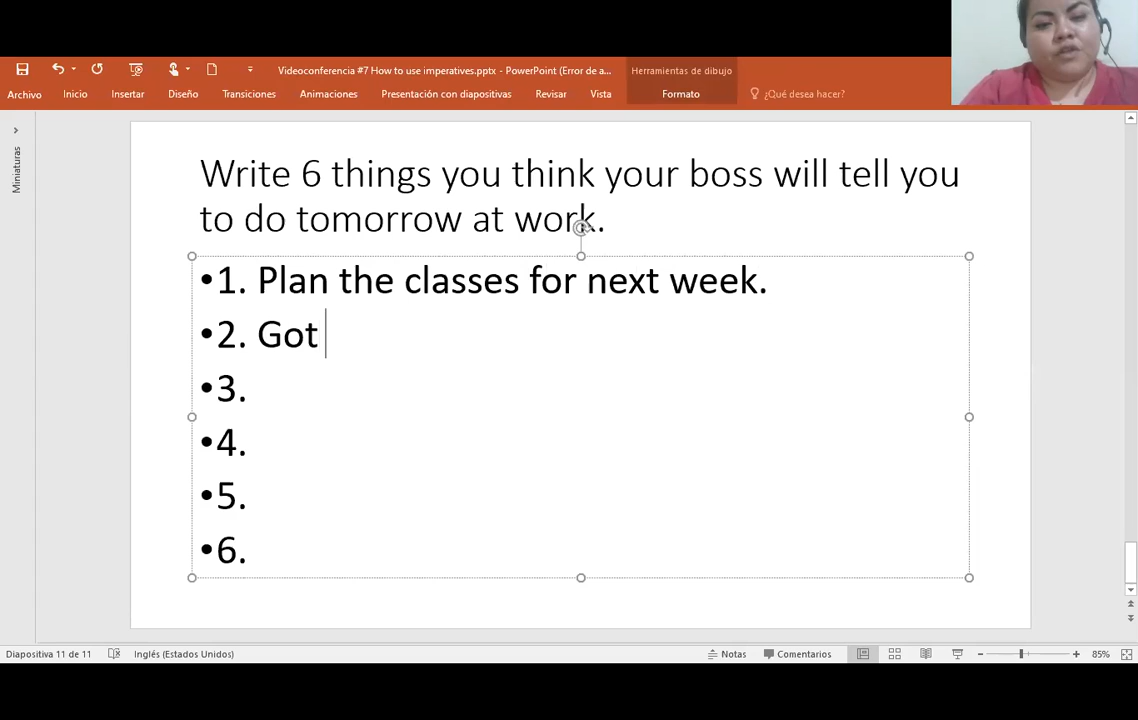 Videoconferencia #7 How to use imperatives.pptx - PowerPoint (Error de a...
Herramientas de dibujo
Archivo Inicio Insertar Diseño Transiciones Animaciones Presentación con diapositivas Revisar Vista Formato ¿Qué desea hacer?
Miniaturas
Write 6 things you think your boss will tell you
to do tomorrow at work.
•1. Plan the classes for next week.
•2. Got
•3.
•4.
•5.
•6.
Diapositiva 11 de 11 Inglés (Estados Unidos) Notas Comentarios 85%